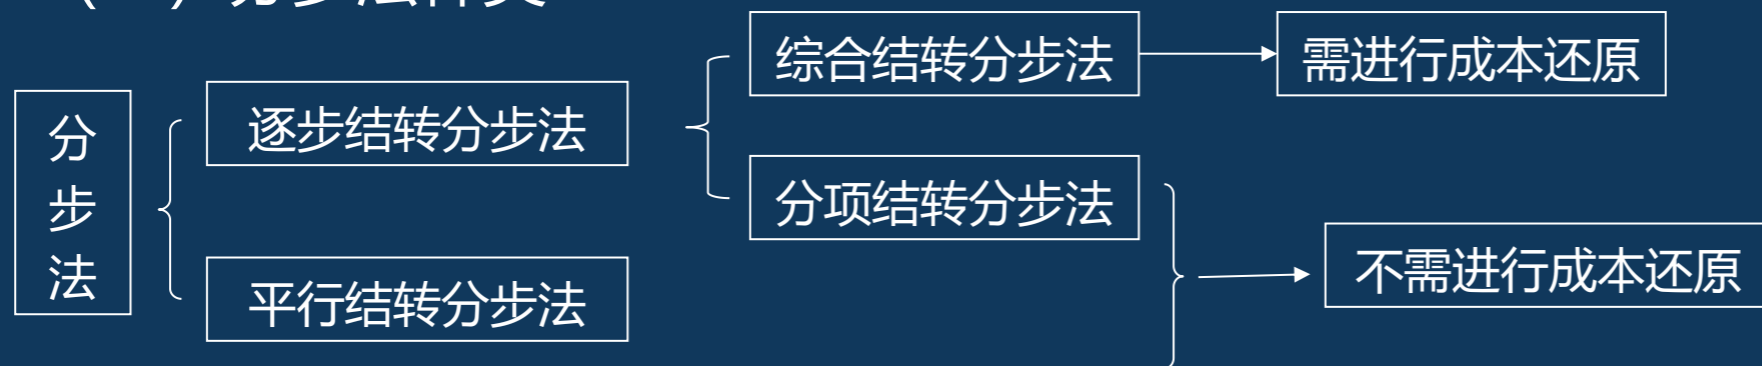 分步法
逐步结转分步法
平行结转分步法
综合结转分步法
分项结转分步法
需进行成本还原
不需进行成本还原